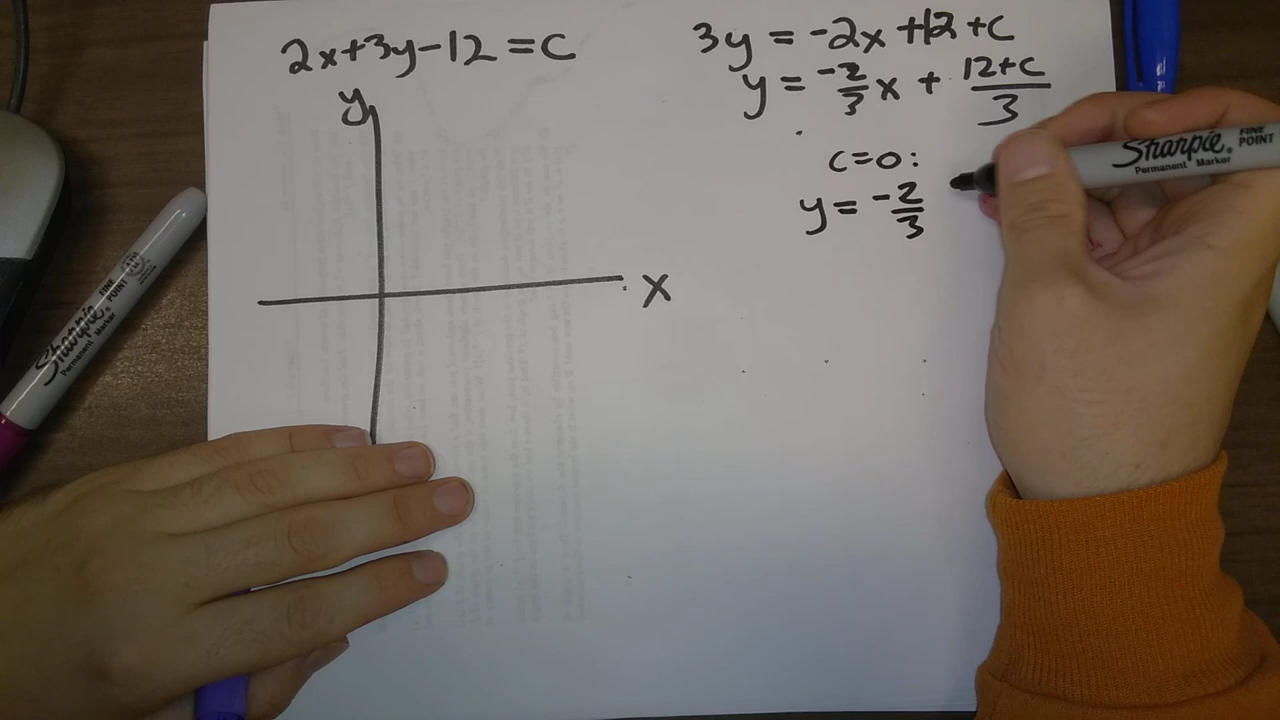 2x+3y-12=C
y
x
3y = -2x+12+C
y = -2/3 x + 12+C/3
C=0:
y = -2/3
Sharpie
FINE POINT
Permanent Marker
Sharpie
FINE POINT
Permanent Marker